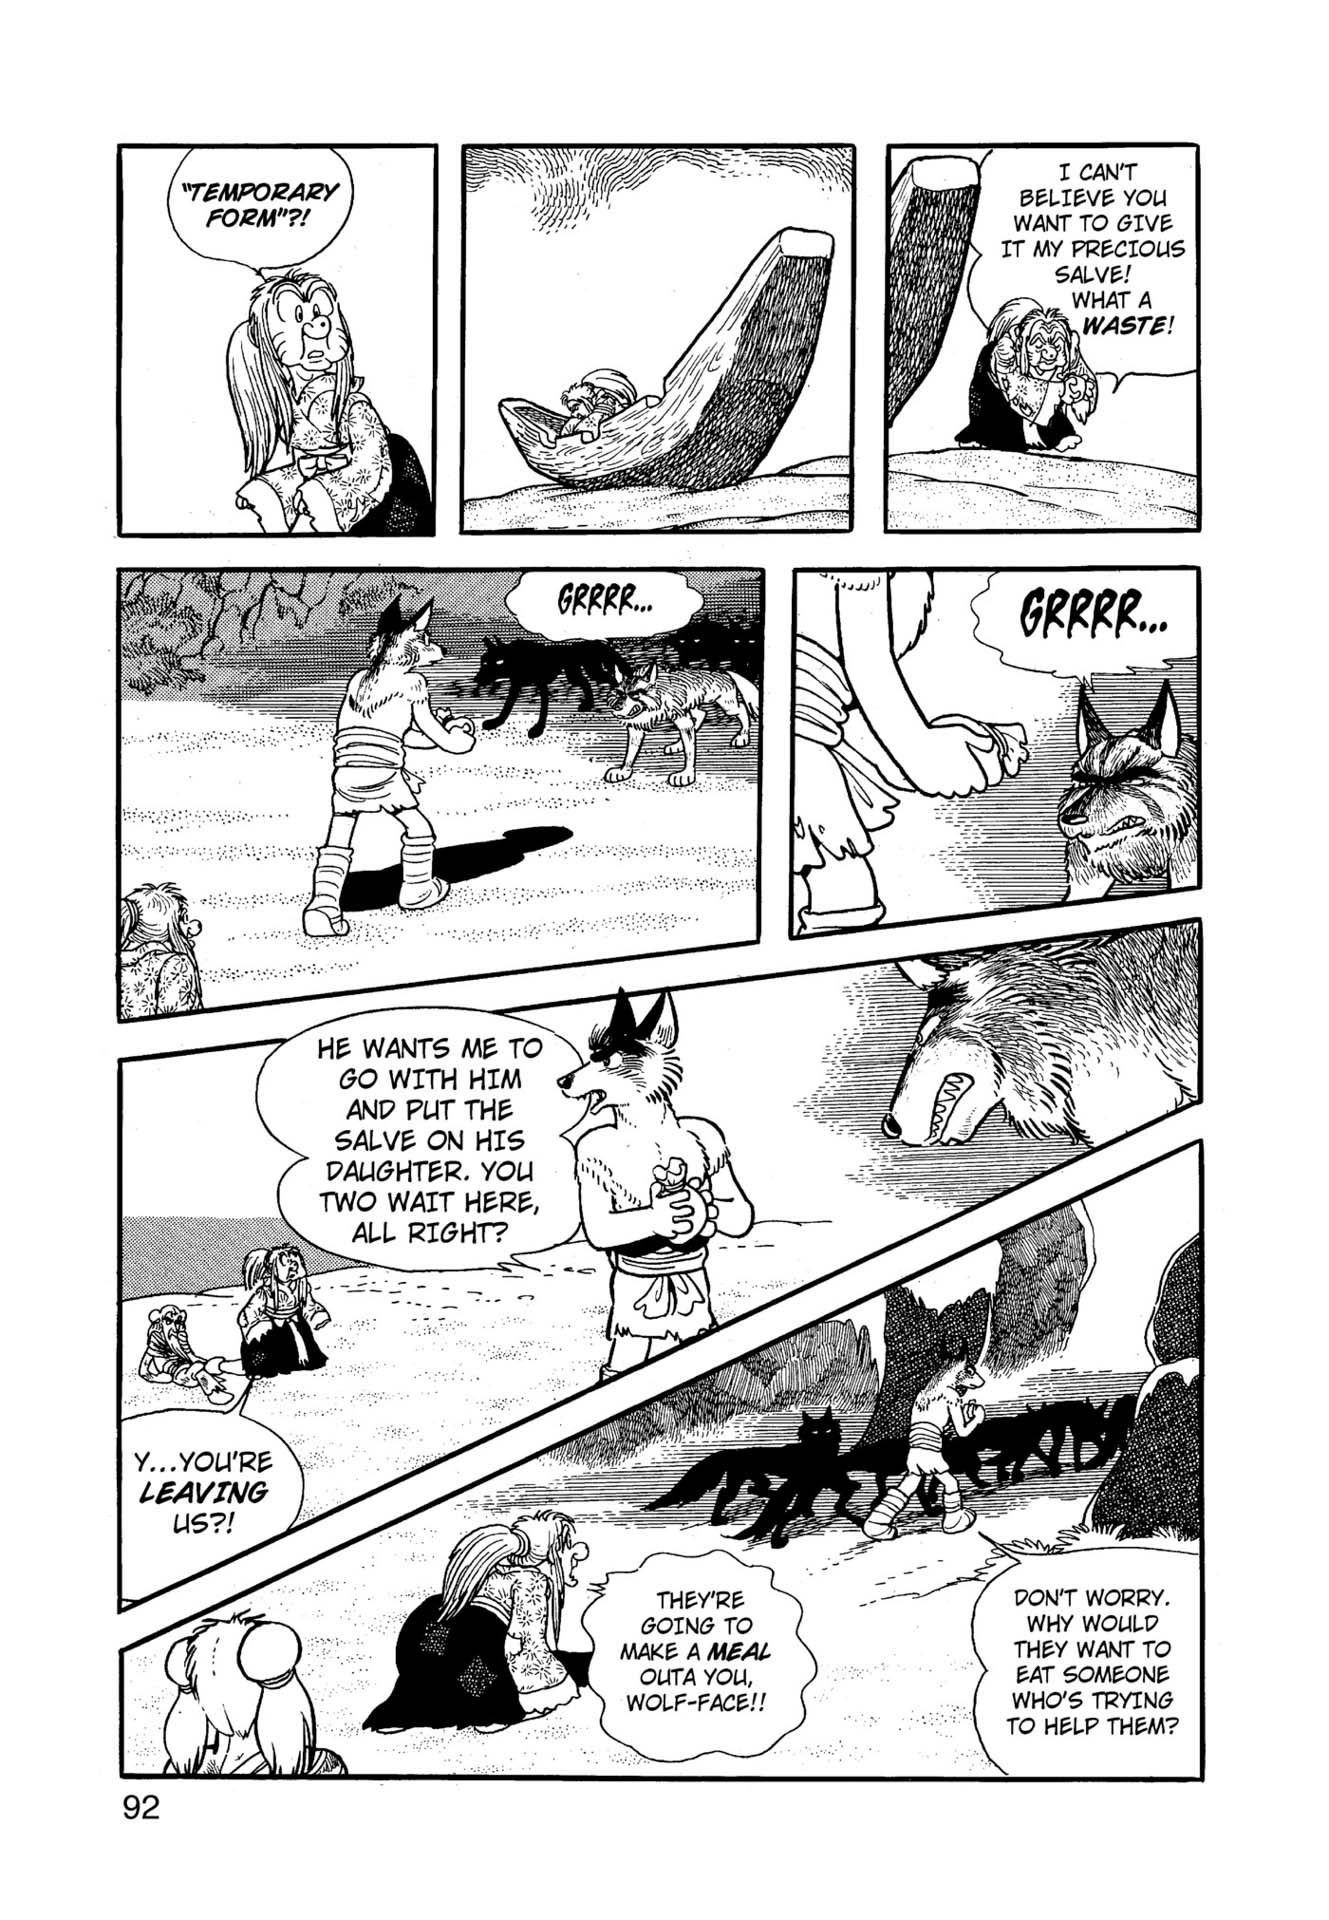 "TEMPORARY
FORM"?!
I CAN'T
BELIEVE YOU
WANT TO GIVE
IT MY PRECIOUS
SALVE!
WHAT A
WASTE!
GRRRR...
GRRRR...
HE WANTS ME TO
GO WITH HIM
AND PUT THE
SALVE ON HIS
DAUGHTER. YOU
TWO WAIT HERE,
ALL RIGHT?
Y...YOU'RE
LEAVING
US?!
THEY'RE
GOING TO
MAKE A MEAL
OUTA YOU,
WOLF-FACE!!
DON'T WORRY.
WHY WOULD
THEY WANT TO
EAT SOMEONE
WHO'S TRYING
TO HELP THEM?
92